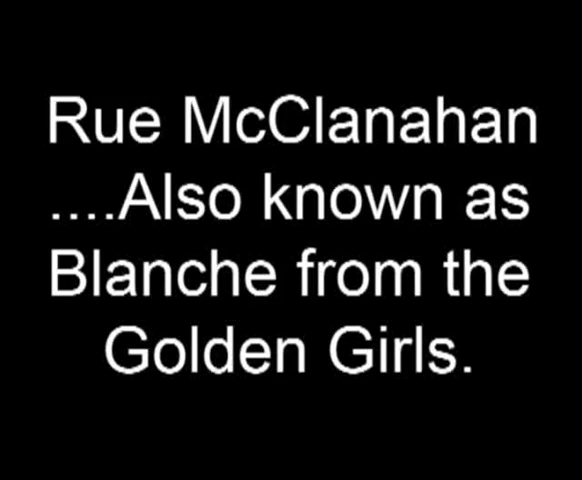 Rue McClanahan
....Also known as
Blanche from the
Golden Girls.